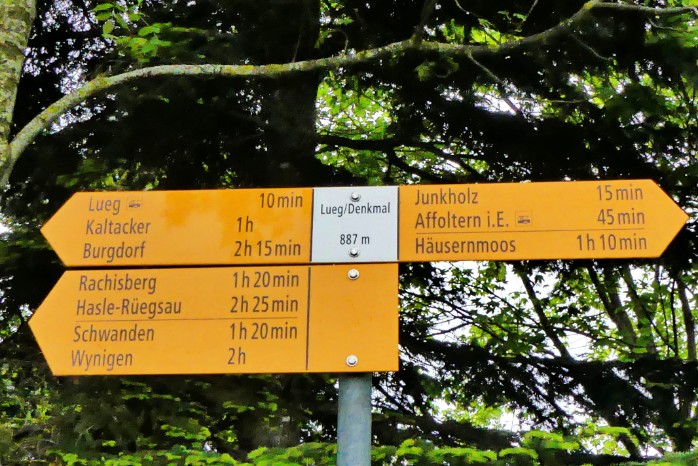 Lueg 10 min
Kaltacker 1 h
Burgdorf 2 h 15 min
Lueg/Denkmal
887 m
Junkholz 15 min
Affoltern i.E. 45 min
Häusernmoos 1 h 10 min
Rachisberg 1 h 20 min
Hasle-Rüegsau 2 h 25 min
Schwanden 1 h 20 min
Wynigen 2 h